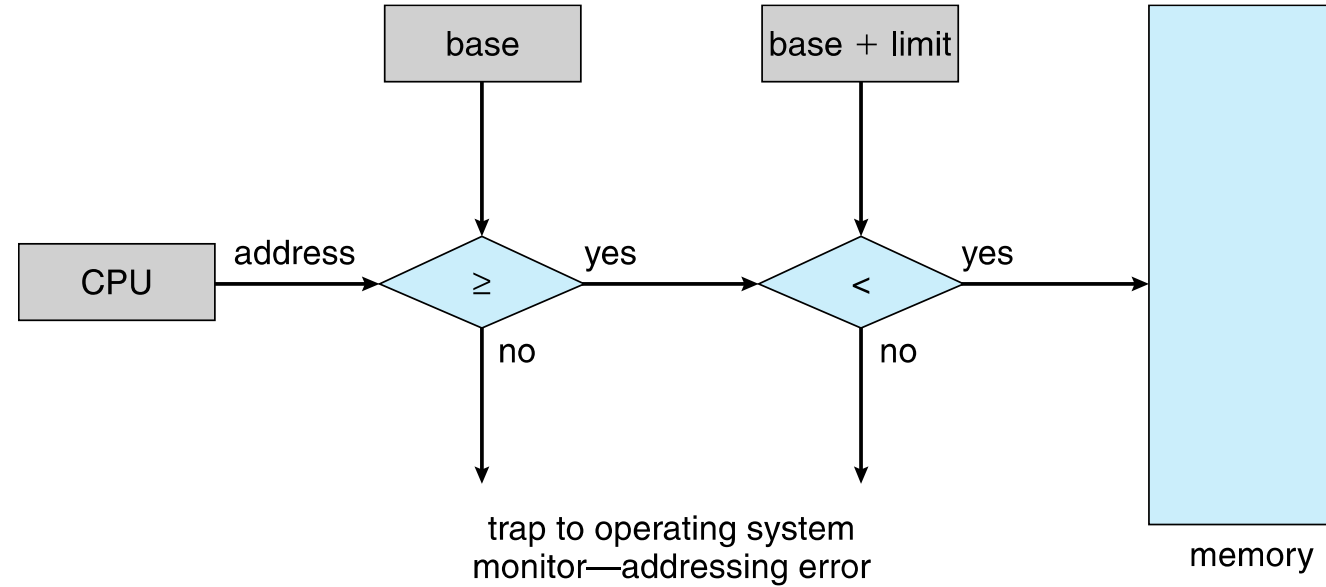 base
base + limit
CPU
address
≥
yes
<
yes
no
no
trap to operating system
monitor—addressing error
memory